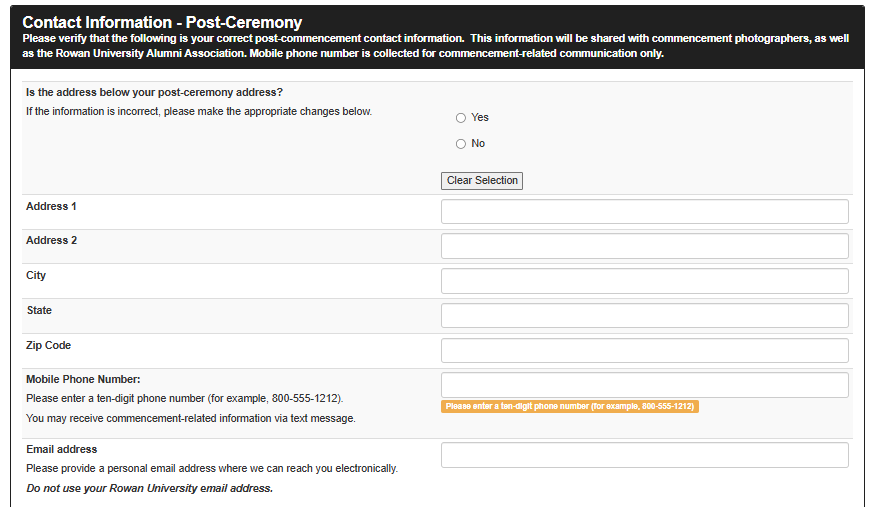 Contact Information - Post-Ceremony
Please verify that the following is your correct post-commencement contact information.  This information will be shared with commencement photographers, as well
as the Rowan University Alumni Association. Mobile phone number is collected for commencement-related communication only.
Is the address below your post-ceremony address?
If the information is incorrect, please make the appropriate changes below.
Yes
No
Clear Selection
Address 1
Address 2
City
State
Zip Code
Mobile Phone Number:
Please enter a ten-digit phone number (for example, 800-555-1212).
Please enter a ten-digit phone number (for example, 800-555-1212)
You may receive commencement-related information via text message.
Email address
Please provide a personal email address where we can reach you electronically.
Do not use your Rowan University email address.